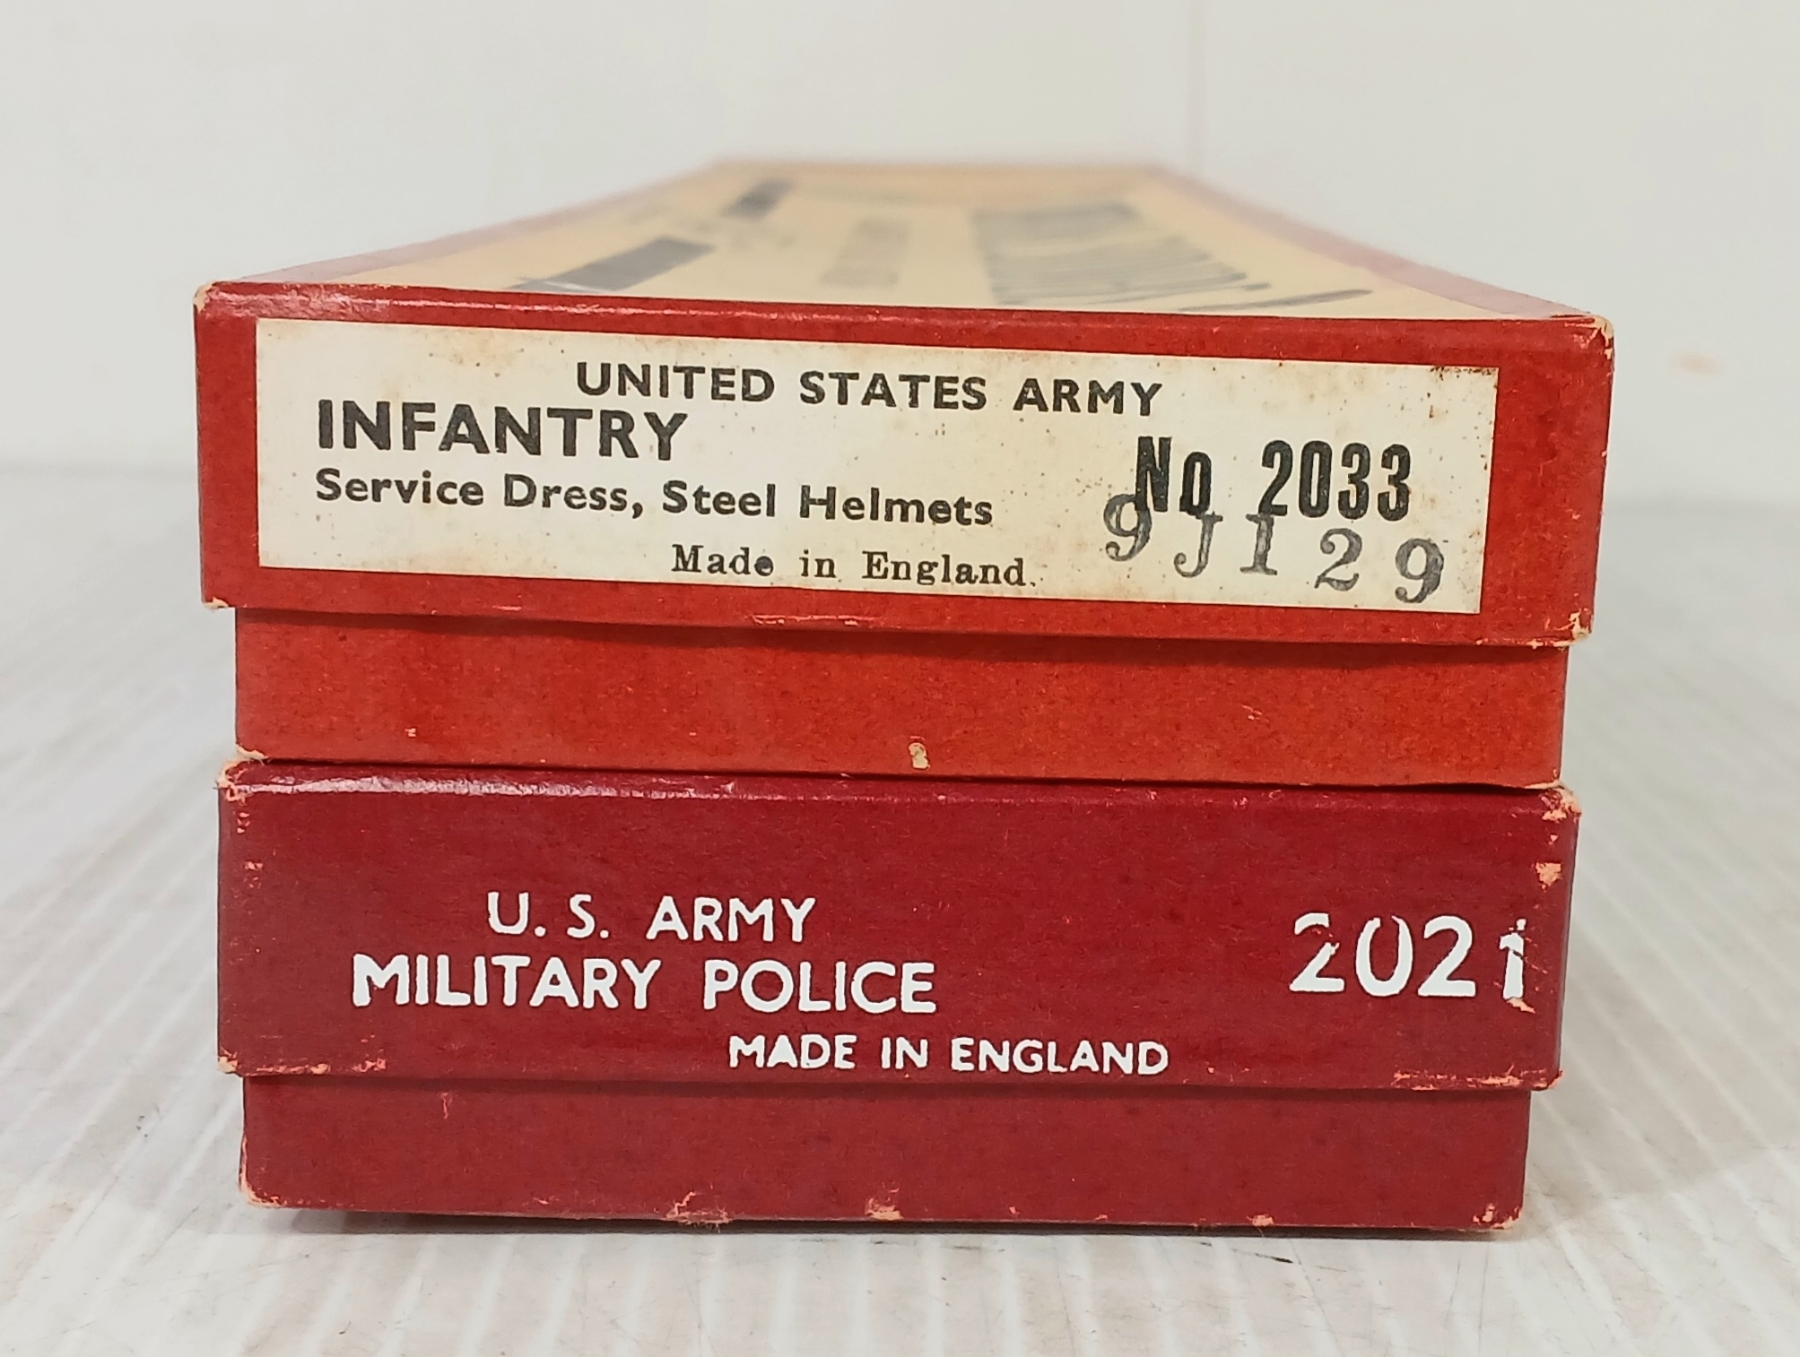 UNITED STATES ARMY
INFANTRY
Service Dress, Steel Helmets
No 2033
9J129
Made in England.
U. S. ARMY
MILITARY POLICE
2021
MADE IN ENGLAND